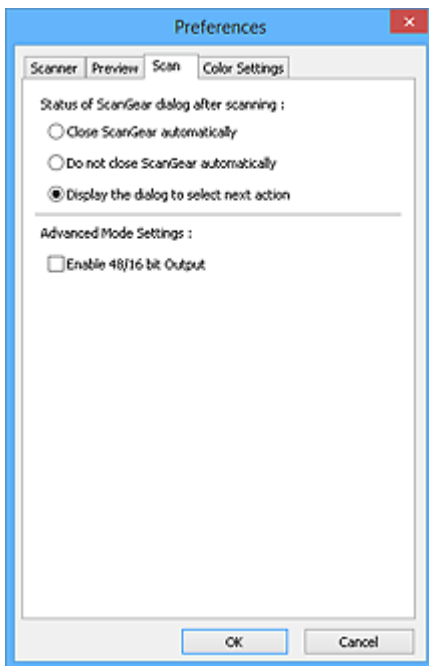 Preferences
Scanner Preview Scan Color Settings
Status of ScanGear dialog after scanning :
Close ScanGear automatically
Do not close ScanGear automatically
Display the dialog to select next action
Advanced Mode Settings :
Enable 48/16 bit Output
OK Cancel